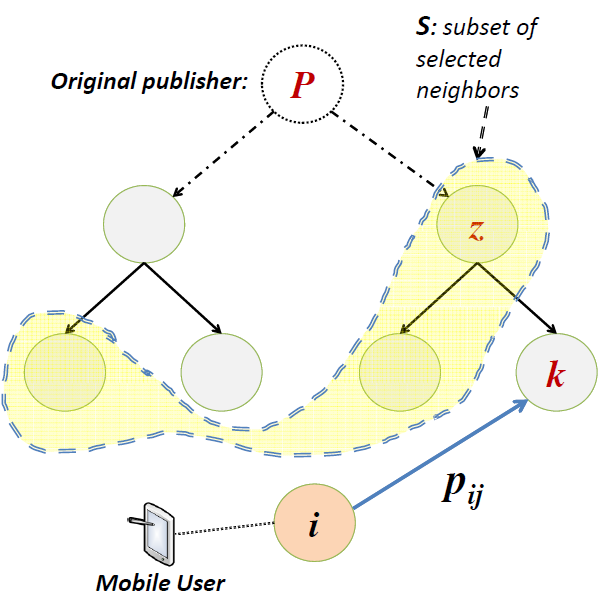 S: subset of
selected
neighbors
Original publisher:
P
z
k
p_ij
i
Mobile User